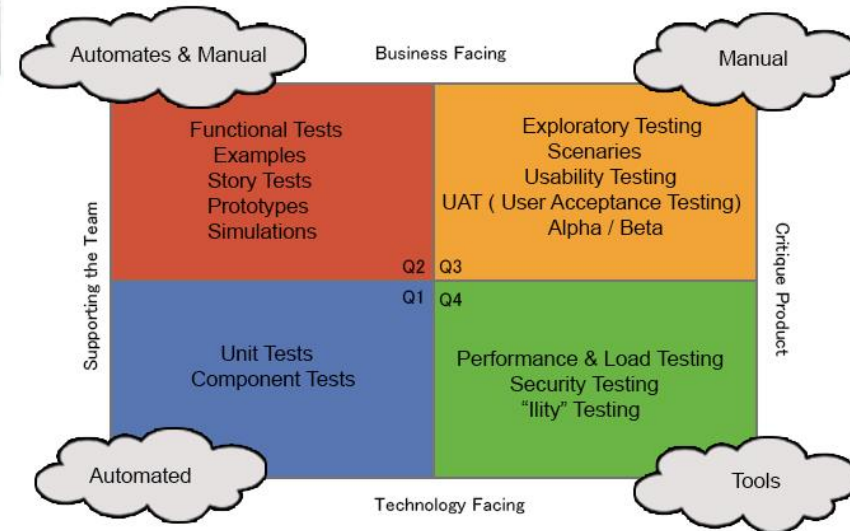 Automates & Manual
Business Facing
Manual
Functional Tests
Examples
Story Tests
Prototypes
Simulations
Exploratory Testing
Scenaries
Usability Testing
UAT ( User Acceptance Testing)
Alpha / Beta
Supporting the Team
Critique Product
Q2
Q3
Q1
Q4
Unit Tests
Component Tests
Performance & Load Testing
Security Testing
“Ility” Testing
Automated
Technology Facing
Tools